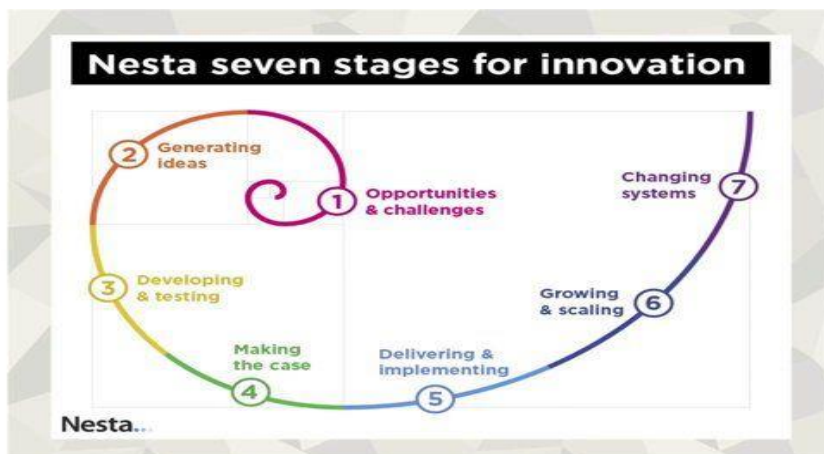 Nesta seven stages for innovation
1
Opportunities
& challenges
2
Generating
ideas
3
Developing
& testing
4
Making
the case
5
Delivering &
implementing
6
Growing
& scaling
7
Changing
systems
Nesta...